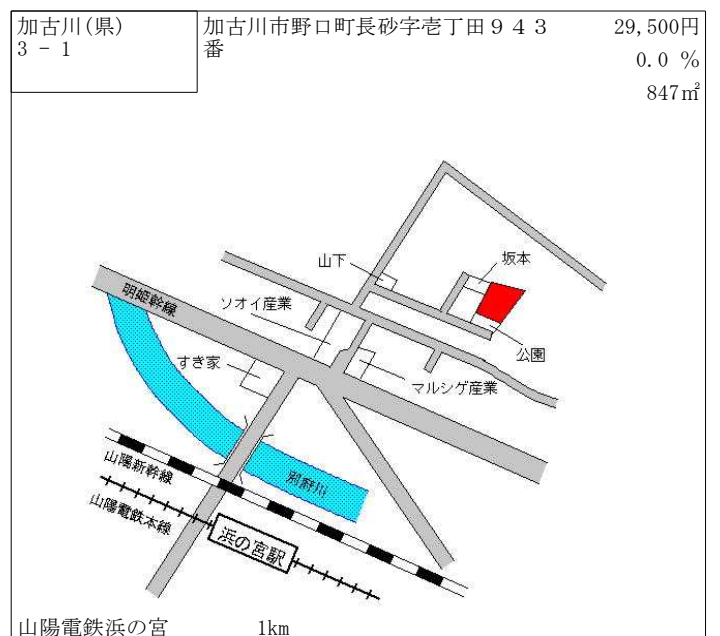 加古川(県)
3 - 1
加古川市野口町長砂字壱丁田９４３
番
29,500円
0.0 %
847㎡
山下
坂本
明姫幹線
ソオイ産業
公園
すき家
マルシゲ産業
山陽新幹線
別府川
山陽電鉄本線
浜の宮駅
山陽電鉄浜の宮 1km